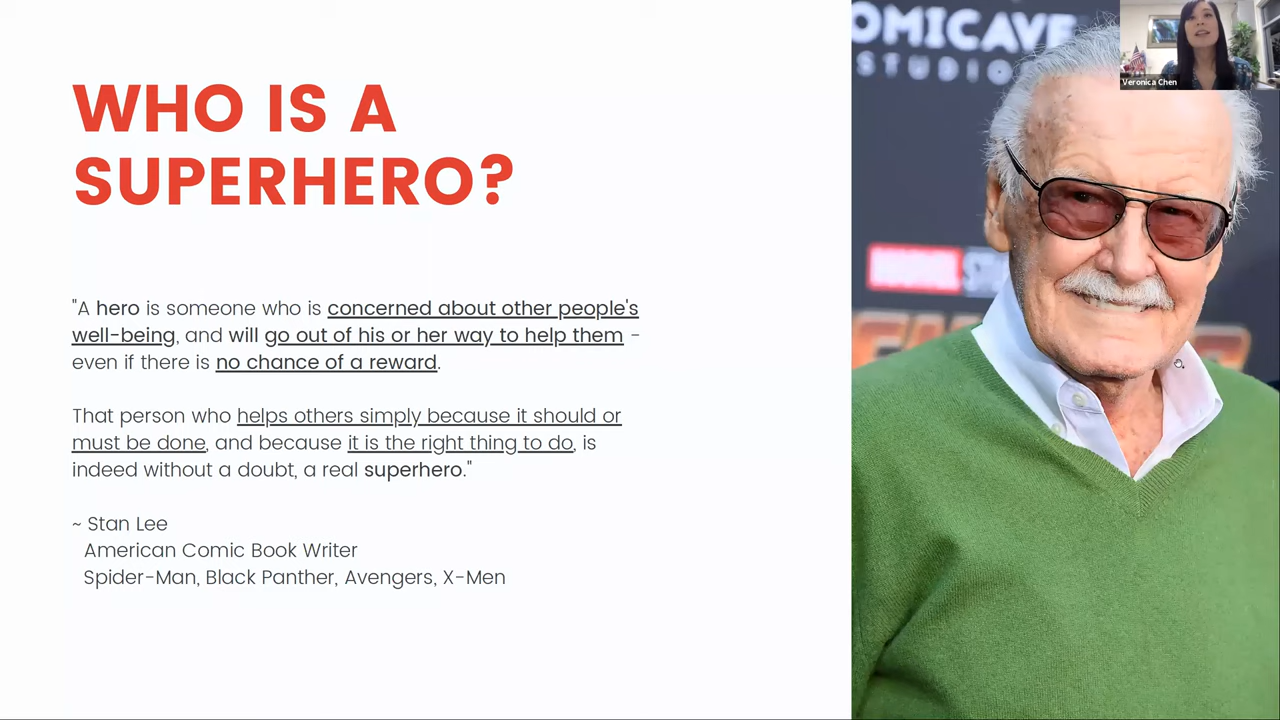 WHO IS A
SUPERHERO?
"A hero is someone who is concerned about other people's
well-being, and will go out of his or her way to help them -
even if there is no chance of a reward.
That person who helps others simply because it should or
must be done, and because it is the right thing to do, is
indeed without a doubt, a real superhero."
~ Stan Lee
American Comic Book Writer
Spider-Man, Black Panther, Avengers, X-Men
OMICAVE
STUDIO
MARVEL STU
Veronica Chen